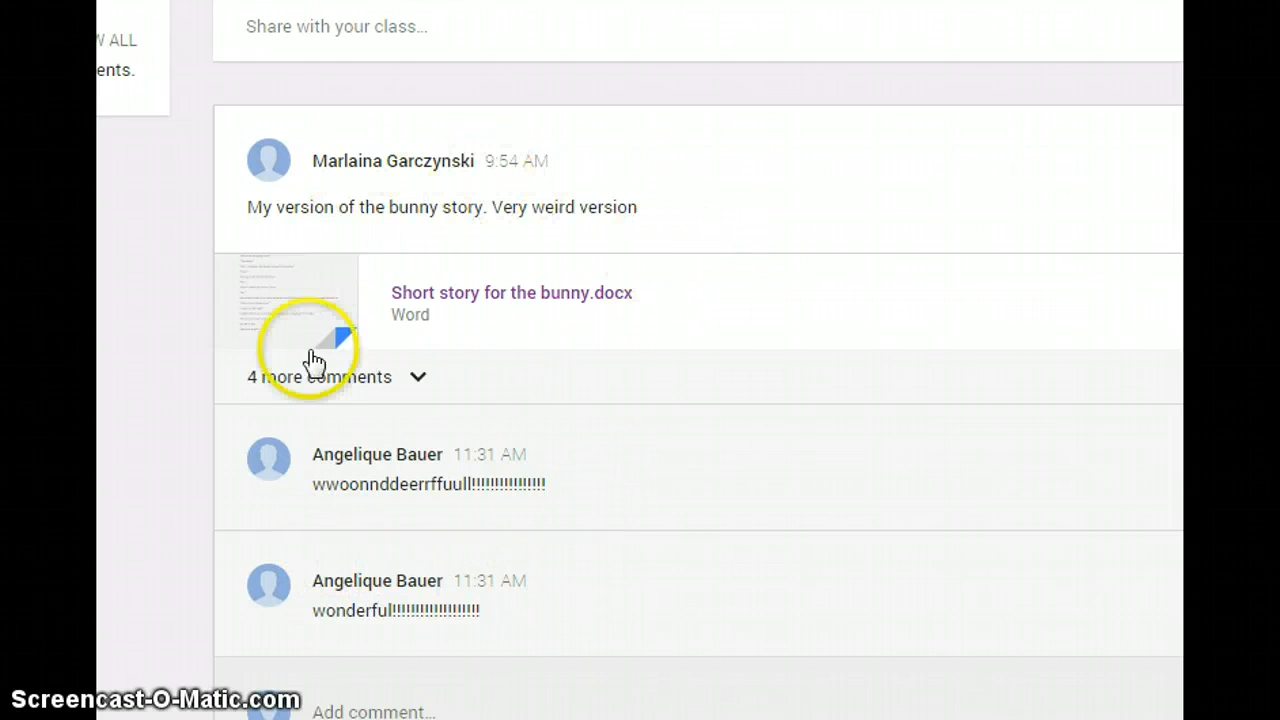 Share with your class...
W ALL
ents.
Marlaina Garczynski 9:54 AM
My version of the bunny story. Very weird version
Short story for the bunny.docx
Word
4 more comments
Angelique Bauer 11:31 AM
wwoonnddeerrffuull!!!!!!!!!!!!!!!!
Angelique Bauer 11:31 AM
wonderful!!!!!!!!!!!!!!!!!!!
Add comment...
Screencast-O-Matic.com